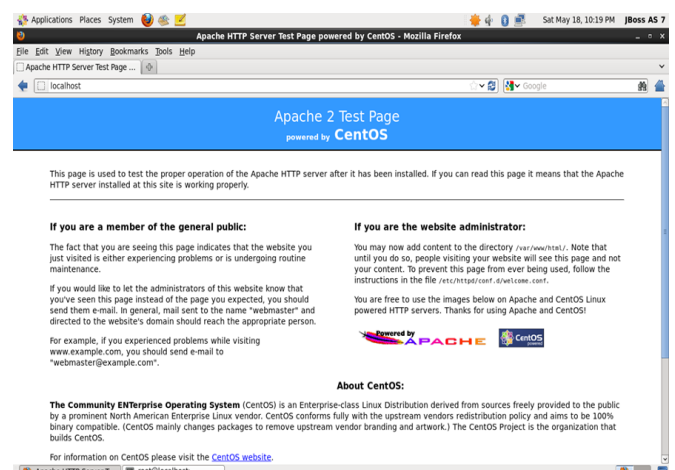 Applications Places System Sat May 18, 10:19 PM JBoss AS 7
Apache HTTP Server Test Page powered by CentOS - Mozilla Firefox
File Edit View History Bookmarks Tools Help
Apache HTTP Server Test Page ...
localhost Google
Apache 2 Test Page
powered by CentOS
This page is used to test the proper operation of the Apache HTTP server after it has been installed. If you can read this page it means that the Apache
HTTP server installed at this site is working properly.
If you are a member of the general public:
The fact that you are seeing this page indicates that the website you
just visited is either experiencing problems or is undergoing routine
maintenance.
If you would like to let the administrators of this website know that
you've seen this page instead of the page you expected, you should
send them e-mail. In general, mail sent to the name "webmaster" and
directed to the website's domain should reach the appropriate person.
For example, if you experienced problems while visiting
www.example.com, you should send e-mail to
"webmaster@example.com".
If you are the website administrator:
You may now add content to the directory /var/www/html/. Note that
until you do so, people visiting your website will see this page and not
your content. To prevent this page from ever being used, follow the
instructions in the file /etc/httpd/conf.d/welcome.conf.
You are free to use the images below on Apache and CentOS Linux
powered HTTP servers. Thanks for using Apache and CentOS!
Powered by
APACHE
CentOS
powered
About CentOS:
The Community ENTerprise Operating System (CentOS) is an Enterprise-class Linux Distribution derived from sources freely provided to the public
by a prominent North American Enterprise Linux vendor. CentOS conforms fully with the upstream vendors redistribution policy and aims to be 100%
binary compatible. (CentOS mainly changes packages to remove upstream vendor branding and artwork.) The CentOS Project is the organization that
builds CentOS.
For information on CentOS please visit the CentOS website.